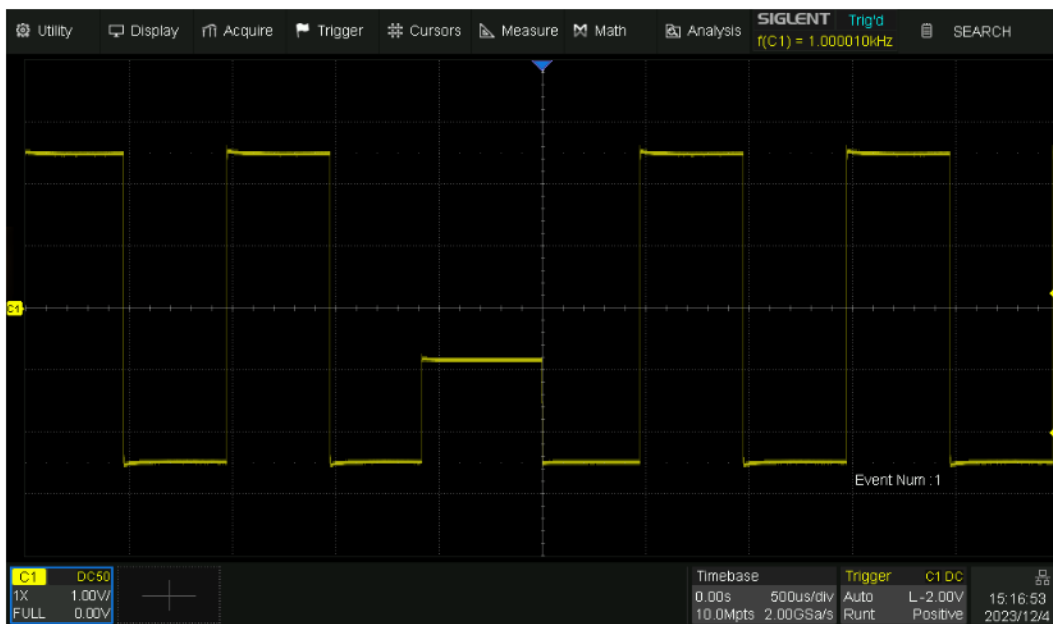 Utility Display Acquire Trigger Cursors Measure Math Analysis SIGLENT Trig'd SEARCH
f(C1) = 1.000010kHz
C1
Event Num :1
C1 DC50 Timebase Trigger C1 DC
1X 1.00V/ 0.00s 500us/div Auto L-2.00V 15:16:53
FULL 0.00V 10.0Mpts 2.00GSa/s Runt Positive 2023/12/4